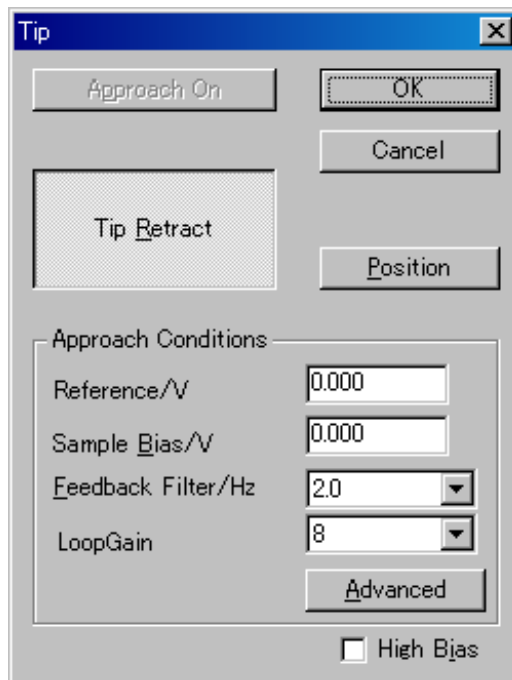 Tip
Approach On
OK
Cancel
Tip Retract
Position
Approach Conditions
Reference/V 0.000
Sample Bias/V 0.000
Feedback Filter/Hz 2.0
LoopGain 8
Advanced
High Bias